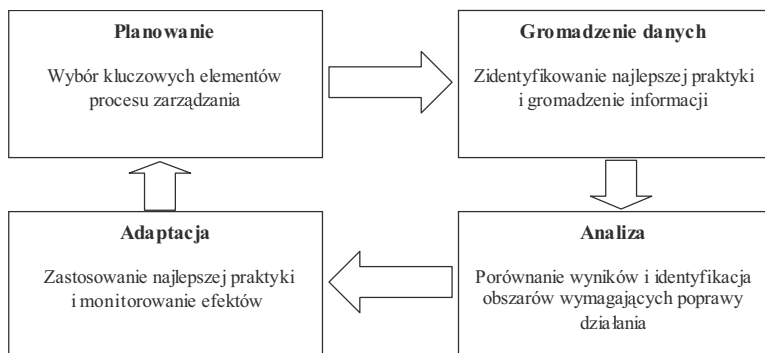 Planowanie
Wybór kluczowych elementów
procesu zarządzania
Gromadzenie danych
Zidentyfikowanie najlepszej praktyki
i gromadzenie informacji
Adaptacja
Zastosowanie najlepszej praktyki
i monitorowanie efektów
Analiza
Porównanie wyników i identyfikacja
obszarów wymagających poprawy
działania